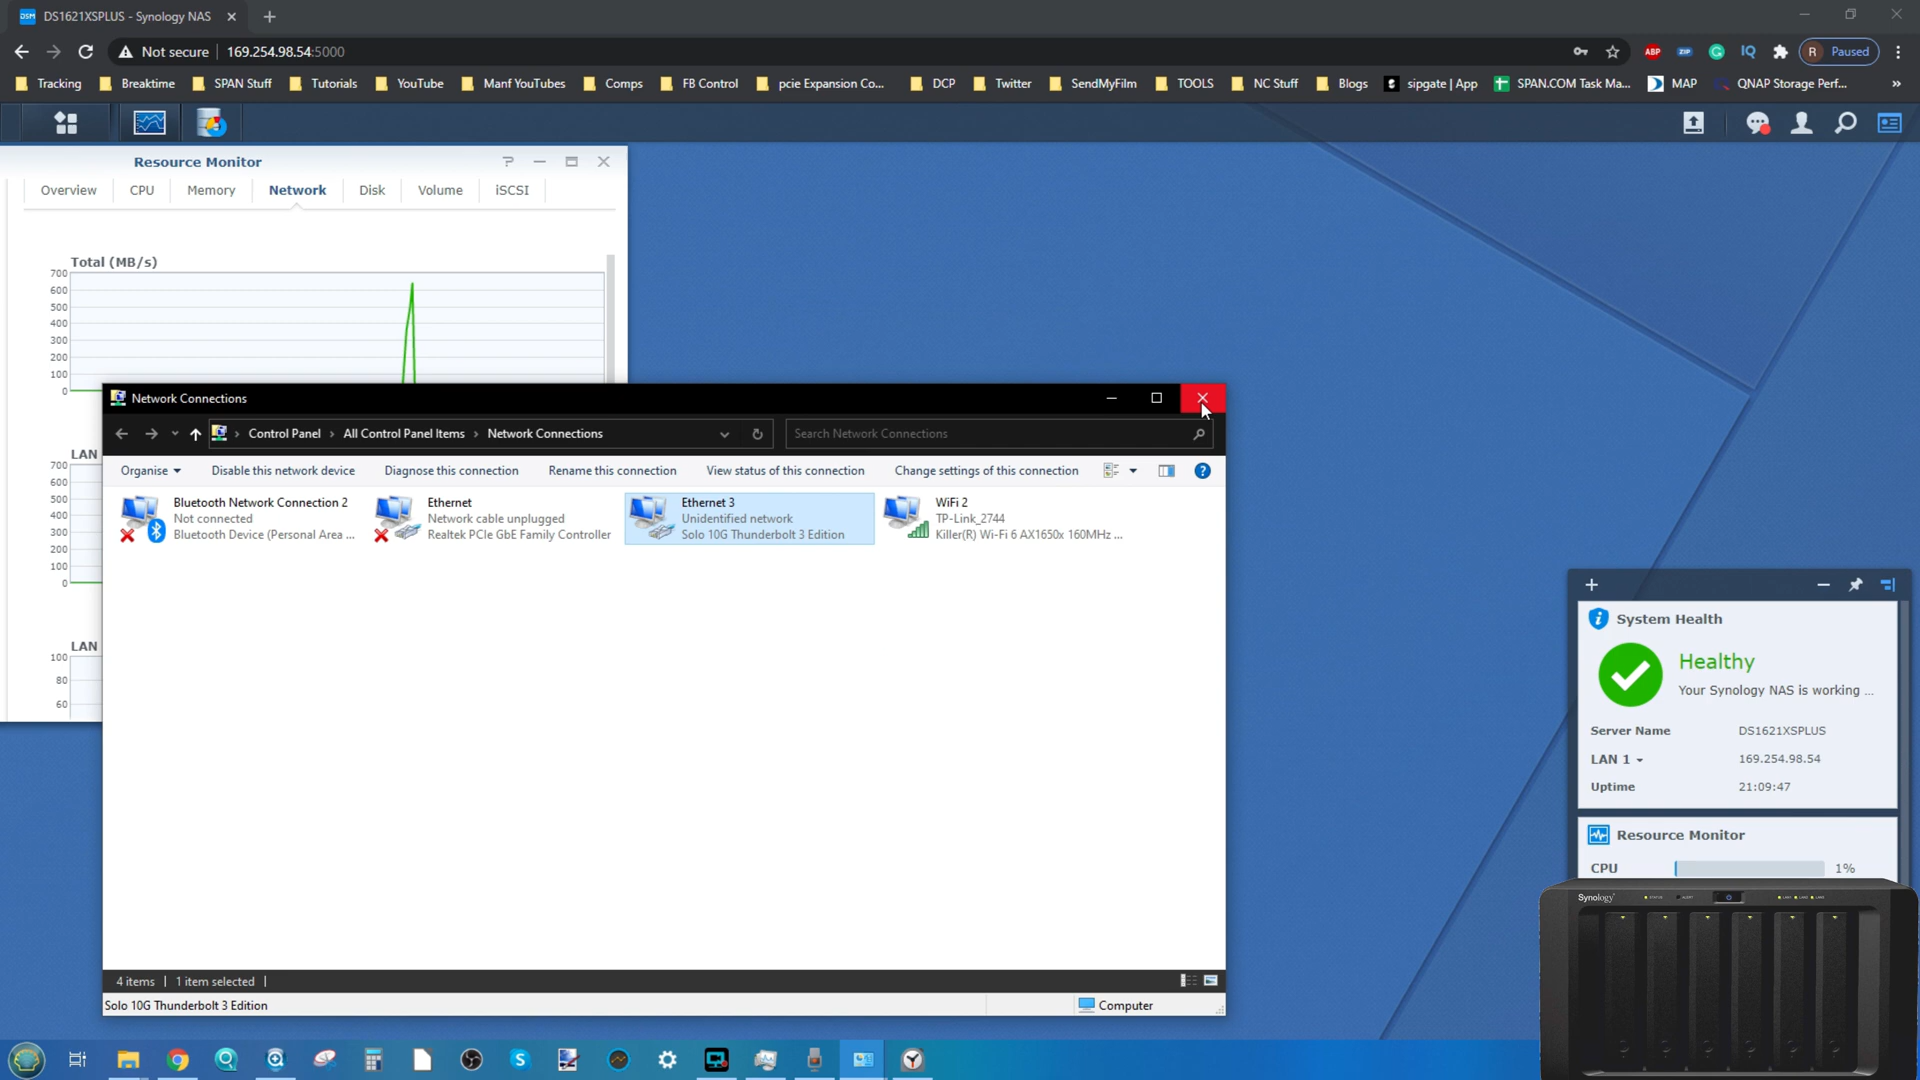 DSM DS1621XSPLUS - Synology NAS
Not secure 169.254.98.54:5000
ABP ZIP IQ R Paused
Tracking Breaktime SPAN Stuff Tutorials YouTube Manf YouTubes Comps FB Control pcie Expansion Co... DCP Twitter SendMyFilm TOOLS NC Stuff Blogs sipgate | App SPAN.COM Task Ma... MAP QNAP Storage Perf... »
Resource Monitor
Overview CPU Memory Network Disk Volume iSCSI
Total (MB/s)
700
600
500
400
300
200
100
0
LAN
700
600
500
400
300
200
100
0
LAN
100
80
60
Network Connections
Control Panel › All Control Panel Items › Network Connections
Search Network Connections
Organise Disable this network device Diagnose this connection Rename this connection View status of this connection Change settings of this connection
Bluetooth Network Connection 2
Not connected
Bluetooth Device (Personal Area ...
Ethernet
Network cable unplugged
Realtek PCIe GbE Family Controller
Ethernet 3
Unidentified network
Solo 10G Thunderbolt 3 Edition
WiFi 2
TP-Link_2744
Killer(R) Wi-Fi 6 AX1650x 160MHz ...
4 items | 1 item selected |
Solo 10G Thunderbolt 3 Edition
Computer
System Health
Healthy
Your Synology NAS is working ...
Server Name DS1621XSPLUS
LAN 1 169.254.98.54
Uptime 21:09:47
Resource Monitor
CPU 1%
Synology